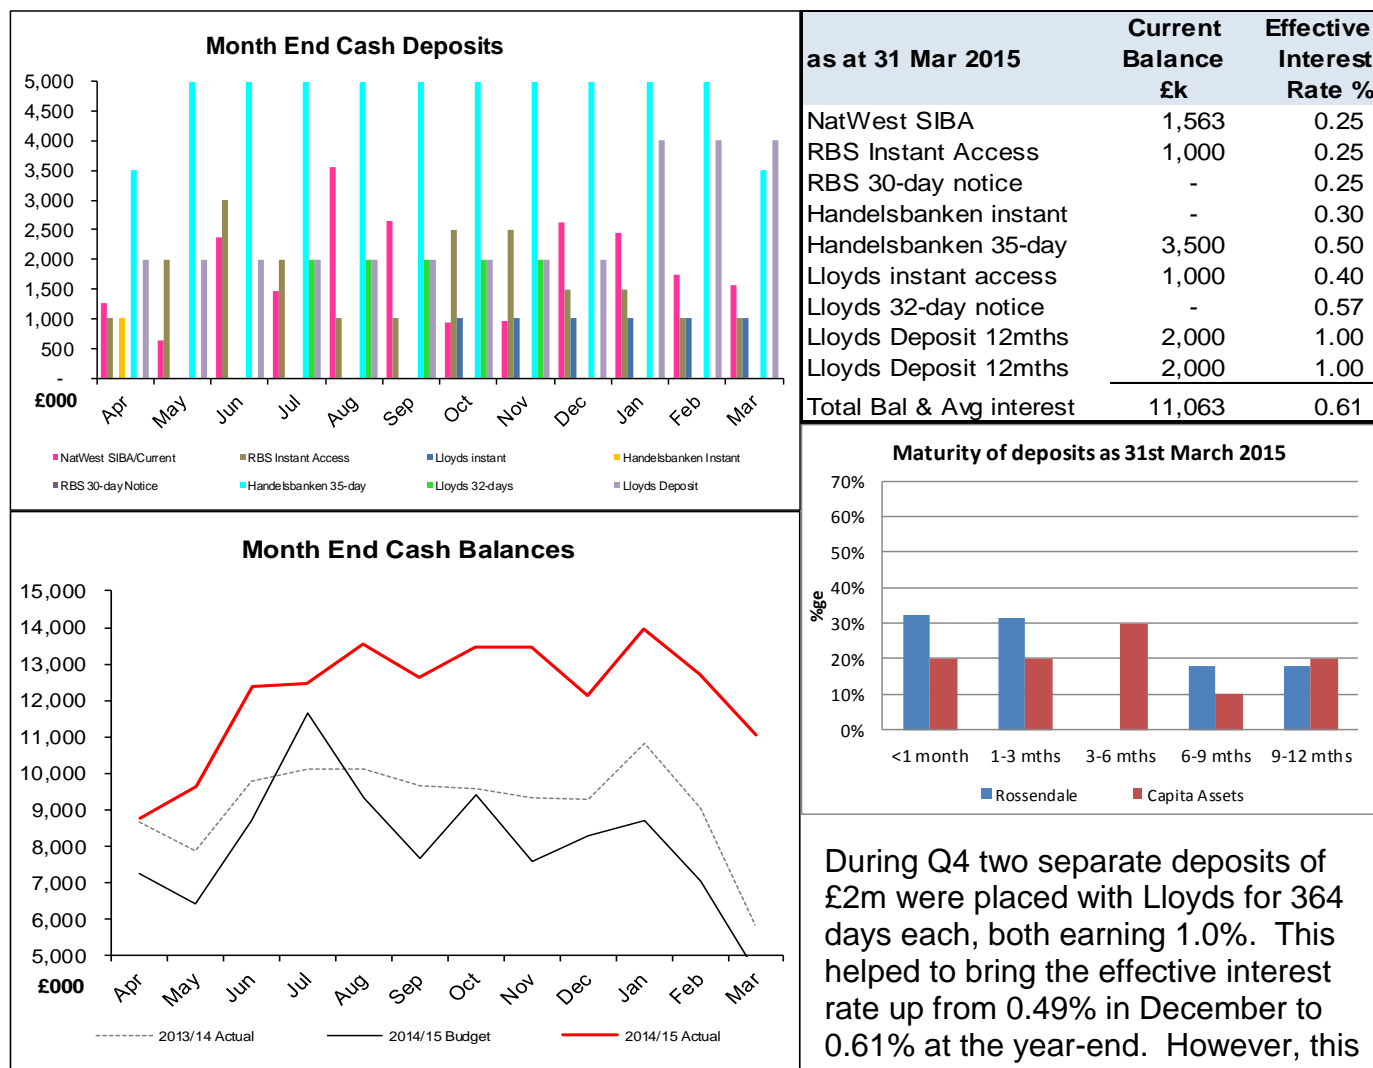 Month End Cash Deposits
5,000
4,500
4,000
3,500
3,000
2,500
2,000
1,500
1,000
500
-
£000
Apr May Jun Jul Aug Sep Oct Nov Dec Jan Feb Mar
NatWest SIBA/Current RBS Instant Access Lloyds instant Handelsbanken Instant
RBS 30-day Notice Handelsbanken 35-day Lloyds 32-days Lloyds Deposit
as at 31 Mar 2015 Current Balance £k Effective Interest Rate %
NatWest SIBA 1,563 0.25
RBS Instant Access 1,000 0.25
RBS 30-day notice - 0.25
Handelsbanken instant - 0.30
Handelsbanken 35-day 3,500 0.50
Lloyds instant access 1,000 0.40
Lloyds 32-day notice - 0.57
Lloyds Deposit 12mths 2,000 1.00
Lloyds Deposit 12mths 2,000 1.00
Total Bal & Avg interest 11,063 0.61
Month End Cash Balances
15,000
14,000
13,000
12,000
11,000
10,000
9,000
8,000
7,000
6,000
5,000
£000
Apr May Jun Jul Aug Sep Oct Nov Dec Jan Feb Mar
2013/14 Actual 2014/15 Budget 2014/15 Actual
Maturity of deposits as 31st March 2015
70%
60%
50%
40%
30%
20%
10%
0%
%ge
<1 month 1-3 mths 3-6 mths 6-9 mths 9-12 mths
Rossendale Capita Assets
During Q4 two separate deposits of
£2m were placed with Lloyds for 364
days each, both earning 1.0%. This
helped to bring the effective interest
rate up from 0.49% in December to
0.61% at the year-end. However, this